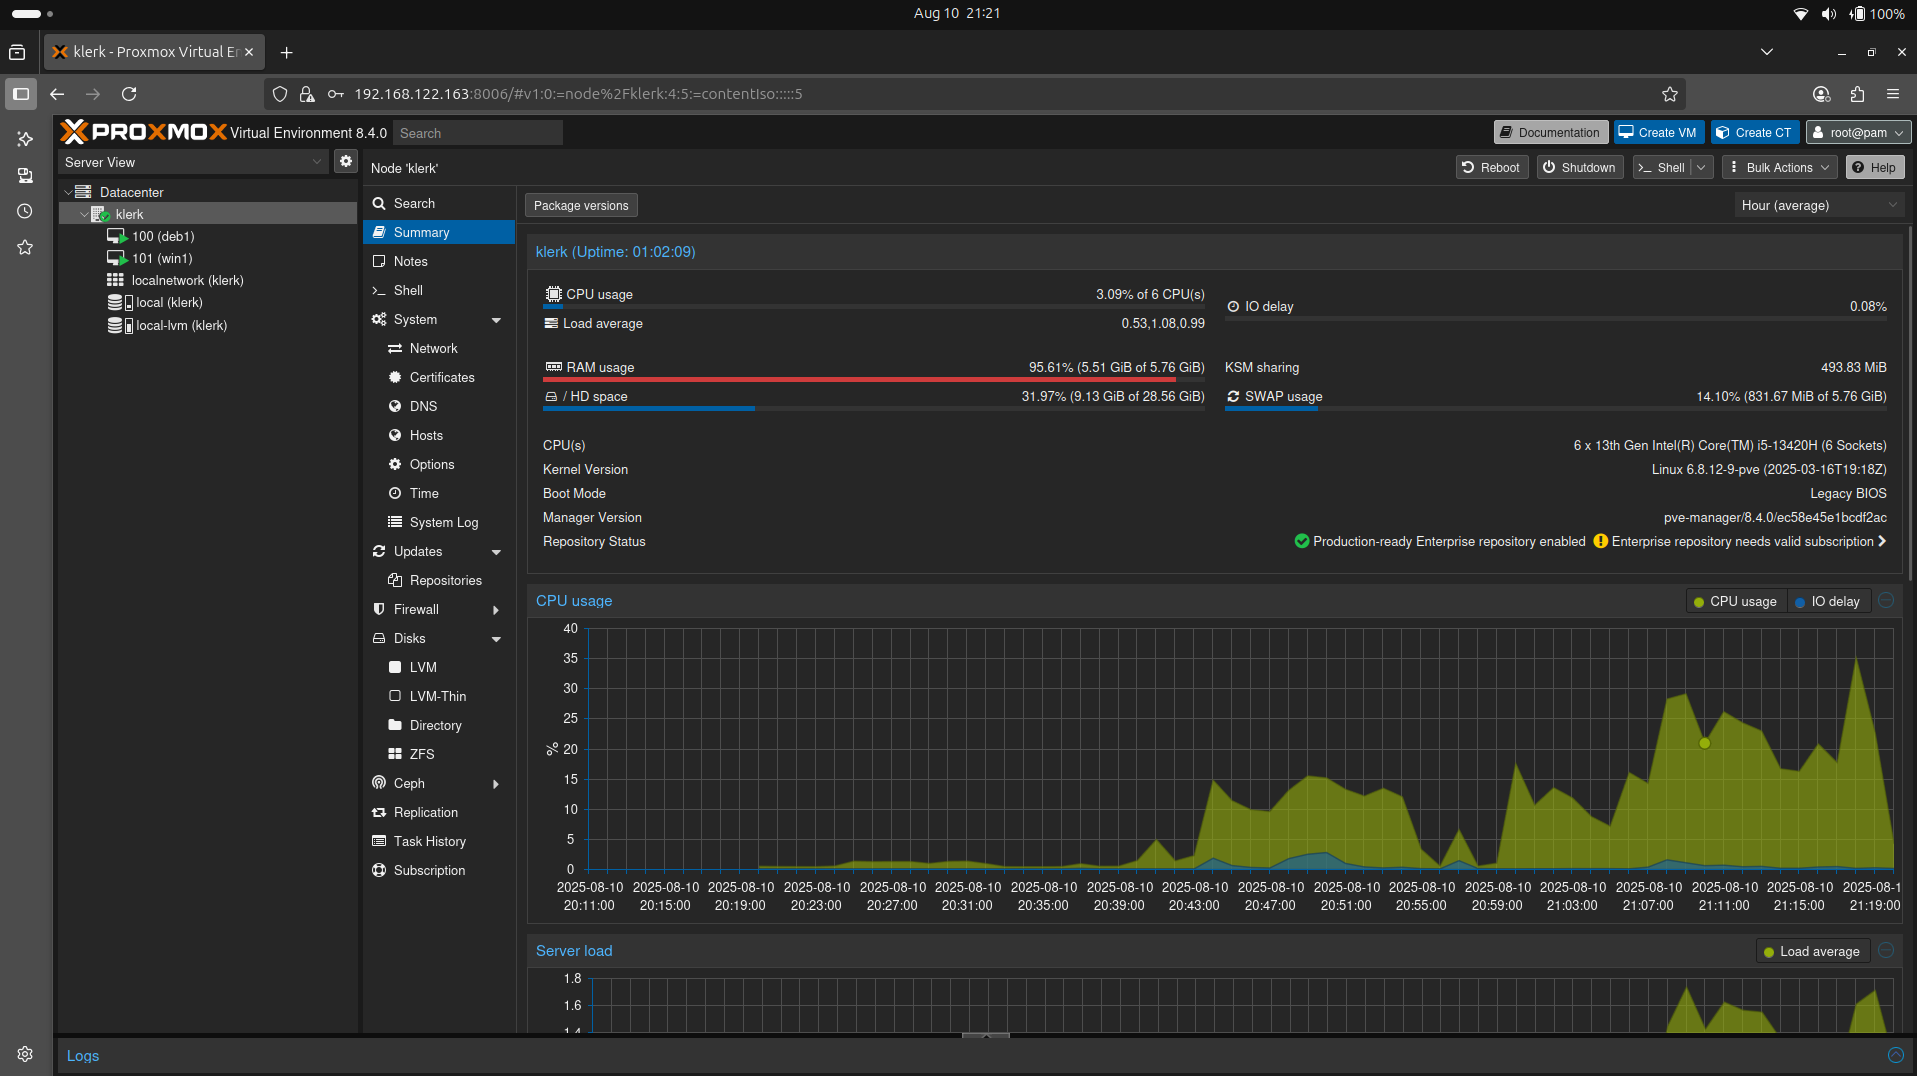 Aug 10 21:21
100%
klerk - Proxmox Virtual En
192.168.122.163:8006/#v1:0:=node%2Fklerk:4:5:=contentIso:::::5
PROXMOX Virtual Environment 8.4.0
Search
Documentation
Create VM
Create CT
root@pam
Server View
Node 'klerk'
Reboot
Shutdown
Shell
Bulk Actions
Help
Datacenter
klerk
100 (deb1)
101 (win1)
localnetwork (klerk)
local (klerk)
local-lvm (klerk)
Search
Summary
Notes
Shell
System
Network
Certificates
DNS
Hosts
Options
Time
System Log
Updates
Repositories
Firewall
Disks
LVM
LVM-Thin
Directory
ZFS
Ceph
Replication
Task History
Subscription
Package versions
Hour (average)
klerk (Uptime: 01:02:09)
CPU usage
3.09% of 6 CPU(s)
IO delay
0.08%
Load average
0.53,1.08,0.99
RAM usage
95.61% (5.51 GiB of 5.76 GiB)
KSM sharing
493.83 MiB
/ HD space
31.97% (9.13 GiB of 28.56 GiB)
SWAP usage
14.10% (831.67 MiB of 5.76 GiB)
CPU(s)
6 x 13th Gen Intel(R) Core(TM) i5-13420H (6 Sockets)
Kernel Version
Linux 6.8.12-9-pve (2025-03-16T19:18Z)
Boot Mode
Legacy BIOS
Manager Version
pve-manager/8.4.0/ec58e45e1bcdf2ac
Repository Status
Production-ready Enterprise repository enabled
Enterprise repository needs valid subscription
CPU usage
CPU usage
IO delay
40
35
30
25
20
15
10
5
0
%
2025-08-10 2025-08-10 2025-08-10 2025-08-10 2025-08-10 2025-08-10 2025-08-10 2025-08-10 2025-08-10 2025-08-10 2025-08-10 2025-08-10 2025-08-10 2025-08-10 2025-08-10 2025-08-10 2025-08-10 2025-08-1
20:11:00 20:15:00 20:19:00 20:23:00 20:27:00 20:31:00 20:35:00 20:39:00 20:43:00 20:47:00 20:51:00 20:55:00 20:59:00 21:03:00 21:07:00 21:11:00 21:15:00 21:19:00
Server load
Load average
1.8
1.6
1.4
Logs